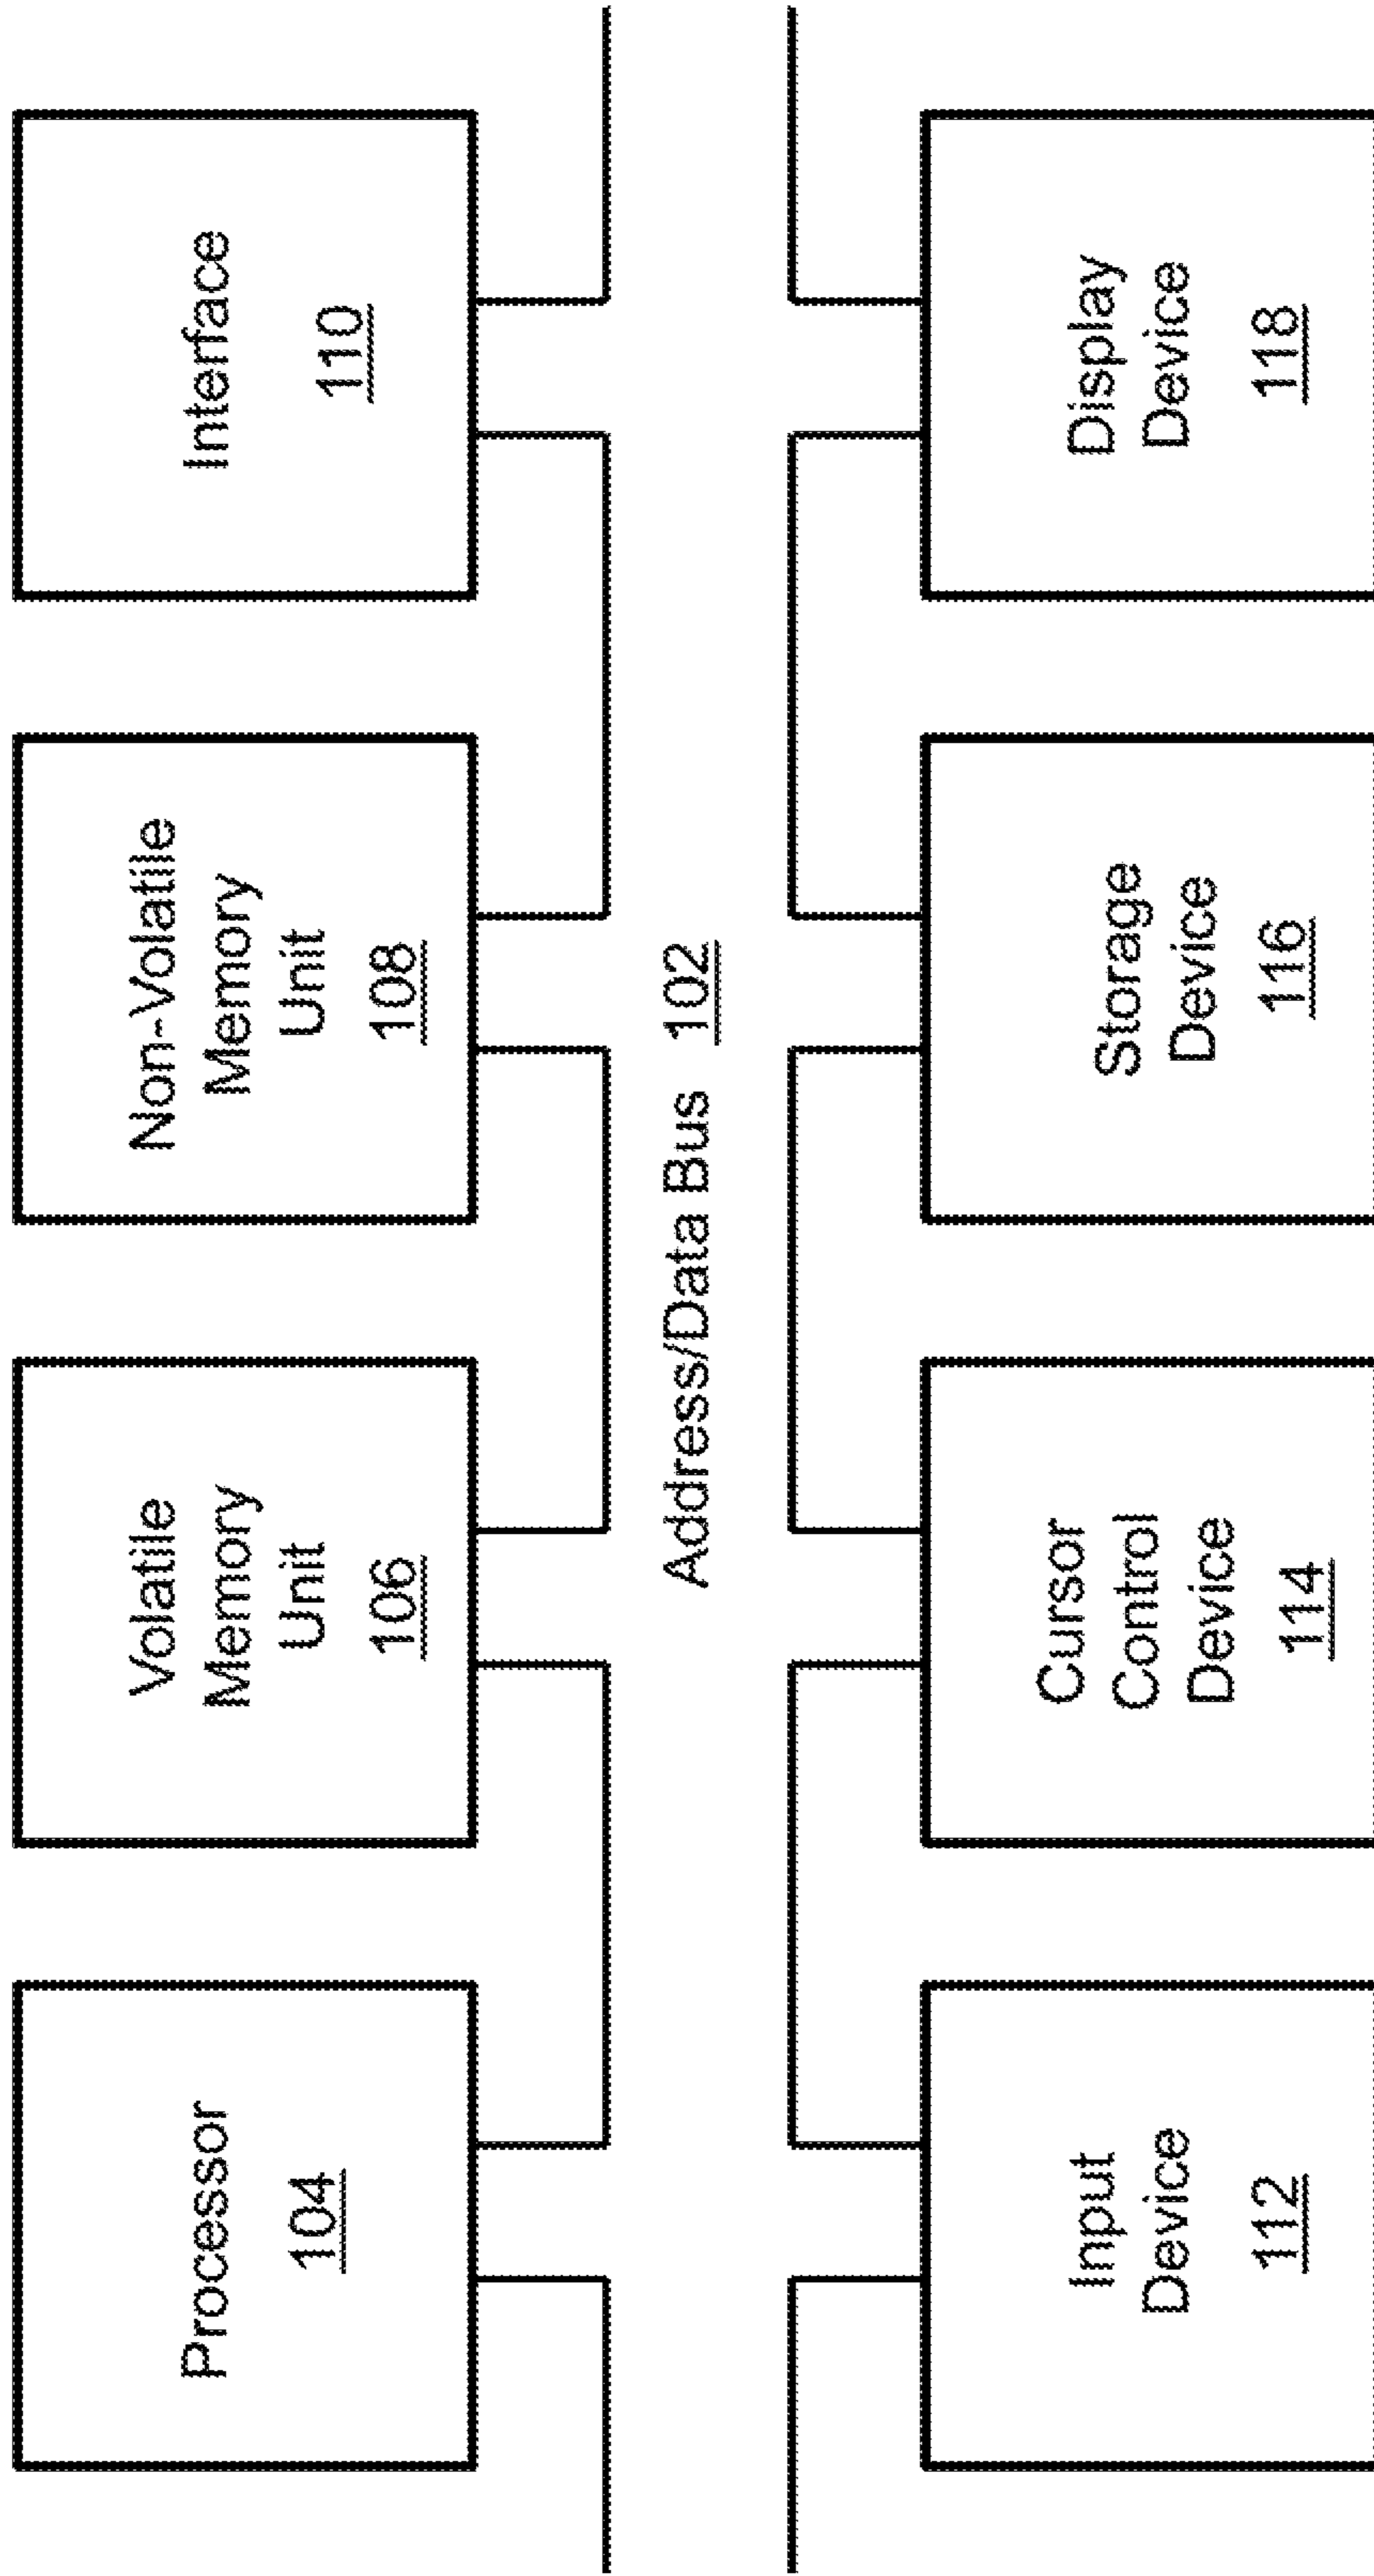 Processor
104
Volatile
Memory
Unit
106
Non-Volatile
Memory
Unit
108
Interface
110
Address/Data Bus 102
Input
Device
112
Cursor
Control
Device
114
Storage
Device
116
Display
Device
118